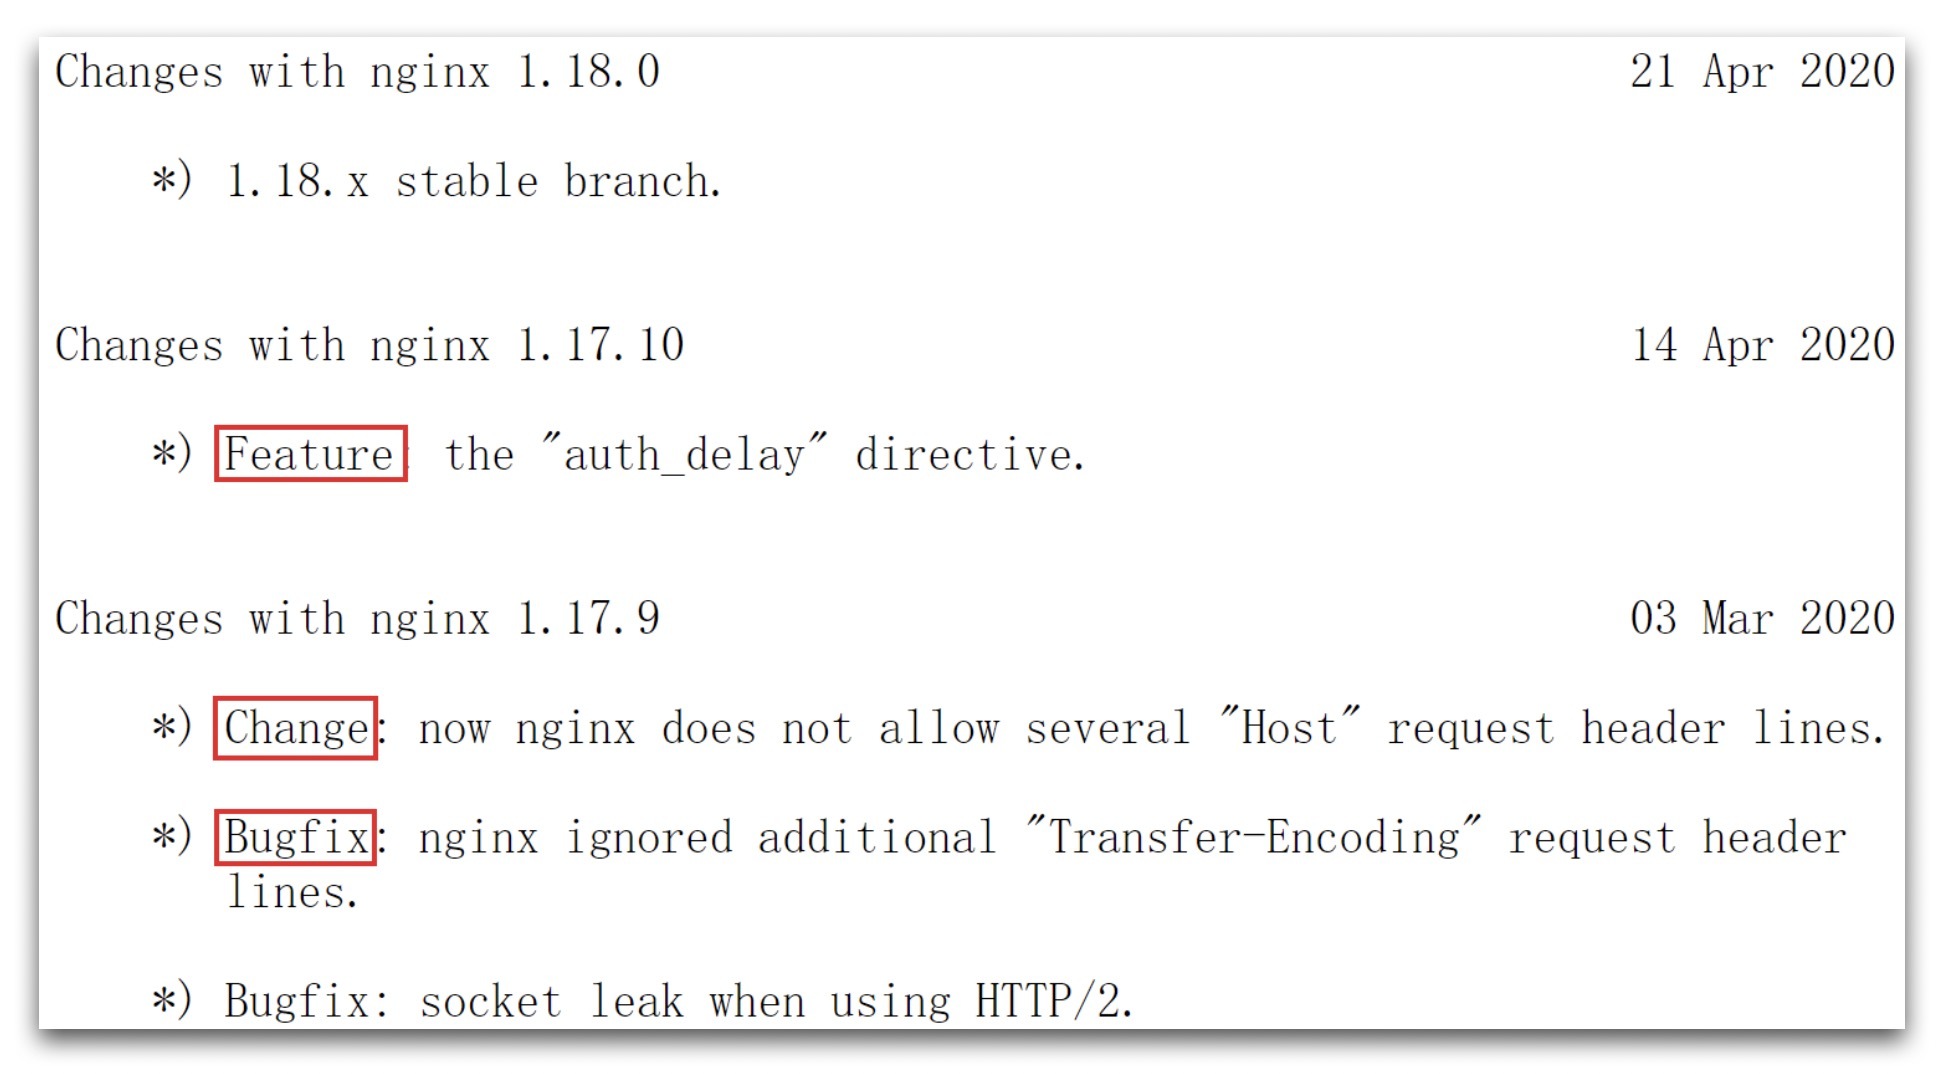 Changes with nginx 1.18.0 21 Apr 2020
*) 1.18.x stable branch.
Changes with nginx 1.17.10 14 Apr 2020
*) Feature: the "auth_delay" directive.
Changes with nginx 1.17.9 03 Mar 2020
*) Change: now nginx does not allow several "Host" request header lines.
*) Bugfix: nginx ignored additional "Transfer-Encoding" request header
lines.
*) Bugfix: socket leak when using HTTP/2.